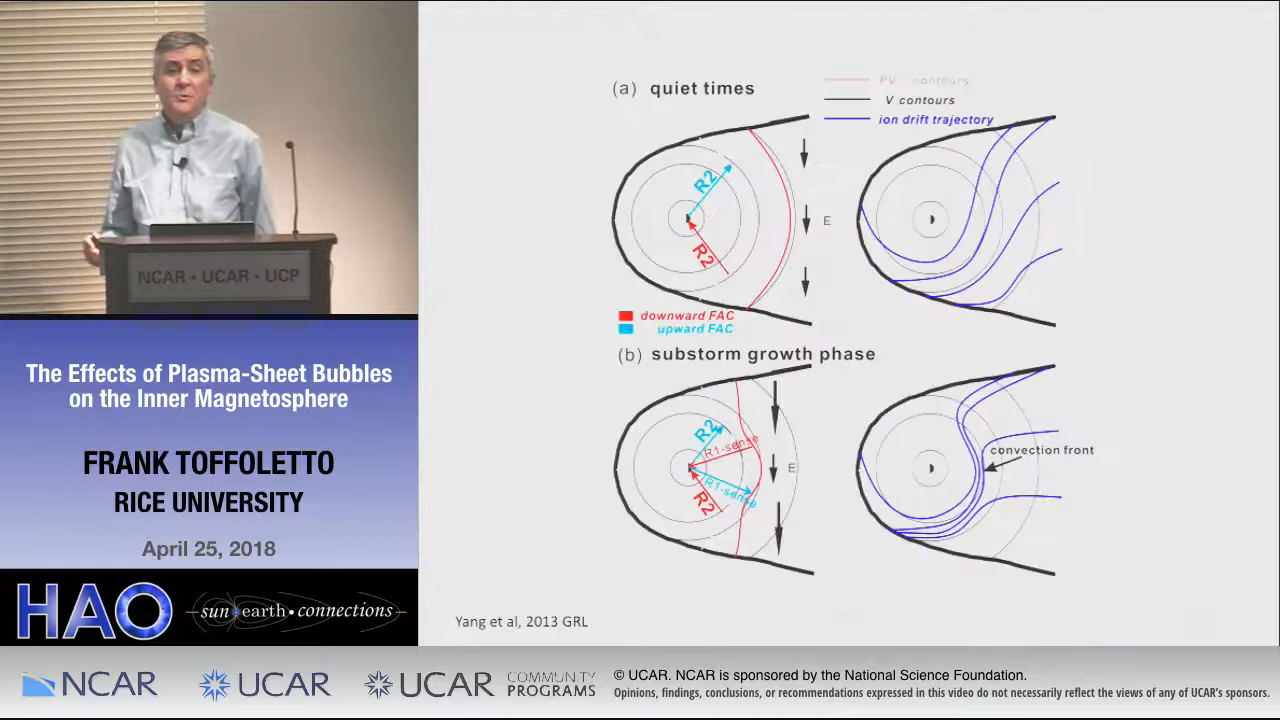 NCAR • UCAR • UCP
The Effects of Plasma-Sheet Bubbles
on the Inner Magnetosphere
FRANK TOFFOLETTO
RICE UNIVERSITY
April 25, 2018
HAO
sun•earth•connections
(a) quiet times
contours
V contours
ion drift trajectory
R2
R2
E
downward FAC
upward FAC
(b) substorm growth phase
R2
R1-sense
R1-sense
R2
E
convection front
Yang et al, 2013 GRL
NCAR
UCAR
UCAR
COMMUNITY
PROGRAMS
© UCAR. NCAR is sponsored by the National Science Foundation.
Opinions, findings, conclusions, or recommendations expressed in this video do not necessarily reflect the views of any of UCAR's sponsors.